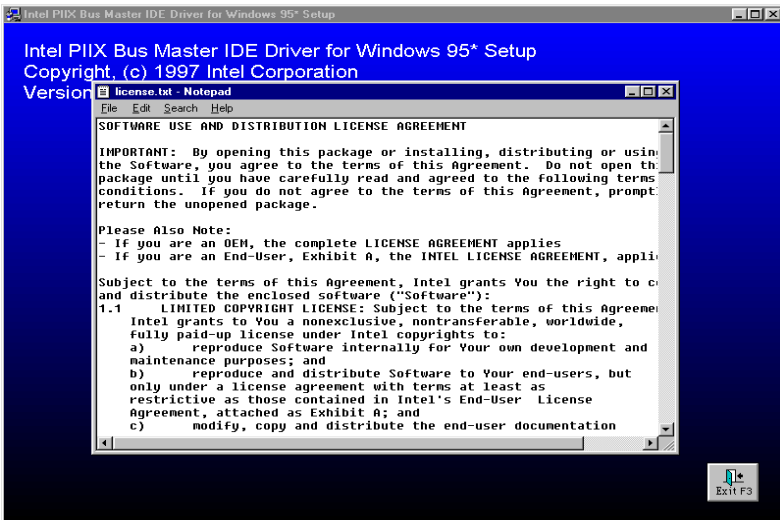 Intel PIIX Bus Master IDE Driver for Windows 95* Setup
Intel PIIX Bus Master IDE Driver for Windows 95* Setup
Copyright, (c) 1997 Intel Corporation
Version
license.txt - Notepad
File Edit Search Help
SOFTWARE USE AND DISTRIBUTION LICENSE AGREEMENT
IMPORTANT: By opening this package or installing, distributing or using
the Software, you agree to the terms of this Agreement. Do not open
package until you have carefully read and agreed to the following terms
conditions. If you do not agree to the terms of this Agreement,
return the unopened package.
Please Also Note:
- If you are an OEM, the complete LICENSE AGREEMENT applies
- If you are an End-User, Exhibit A, the INTEL LICENSE AGREEMENT,
Subject to the terms of this Agreement, Intel grants You the right to
and distribute the enclosed software ("Software"):
1.1 LIMITED COPYRIGHT LICENSE: Subject to the terms of this
Intel grants to You a nonexclusive, nontransferable, worldwide,
fully paid-up license under Intel copyrights to:
a) reproduce Software internally for Your own development and
maintenance purposes; and
b) reproduce and distribute Software to Your end-users, but
only under a license agreement with terms at least as
restrictive as those contained in Intel's End-User License
Agreement, attached as Exhibit A; and
c) modify, copy and distribute the end-user documentation
Exit F3